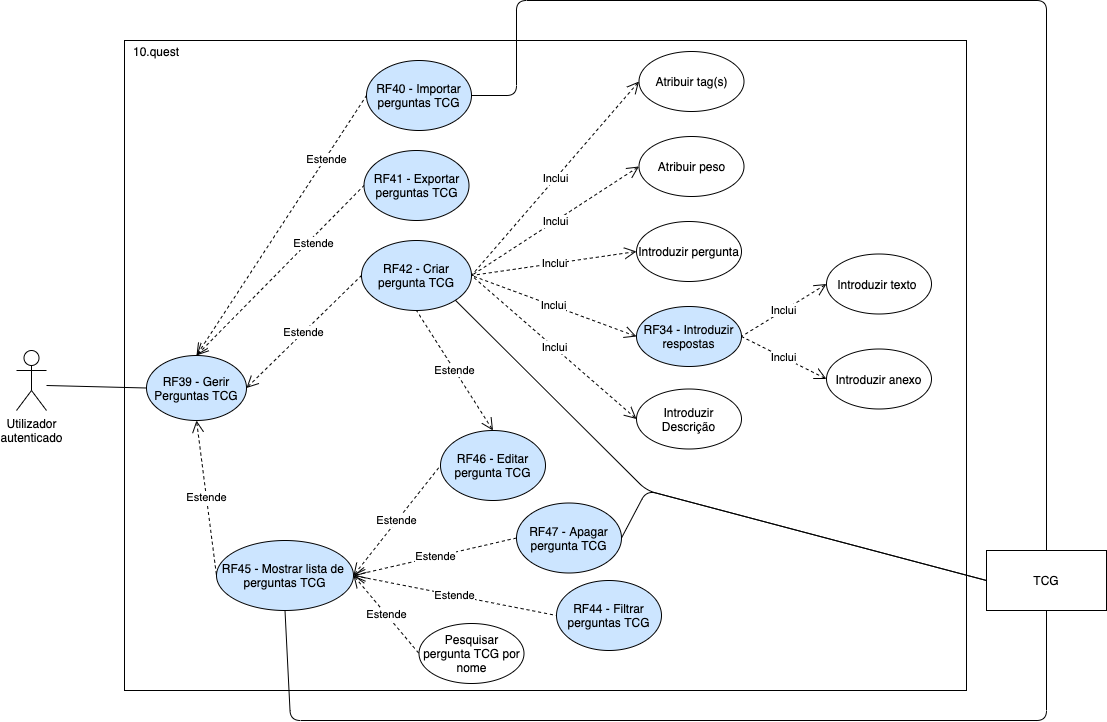 10.quest
RF40 - Importar
perguntas TCG
Atribuir tag(s)
Estende
RF41 - Exportar
perguntas TCG
Inclui
Atribuir peso
Estende
Inclui
RF42 - Criar
pergunta TCG
Inclui
Introduzir pergunta
Introduzir texto
Estende
Inclui
RF34 - Introduzir
respostas
Inclui
Inclui
Inclui
Introduzir anexo
Utilizador
autenticado
RF39 - Gerir
Perguntas TCG
Estende
Introduzir
Descrição
RF46 - Editar
pergunta TCG
Estende
Estende
RF47 - Apagar
pergunta TCG
Estende
RF45 - Mostrar lista de
perguntas TCG
TCG
Estende
RF44 - Filtrar
perguntas TCG
Estende
Pesquisar
pergunta TCG por
nome